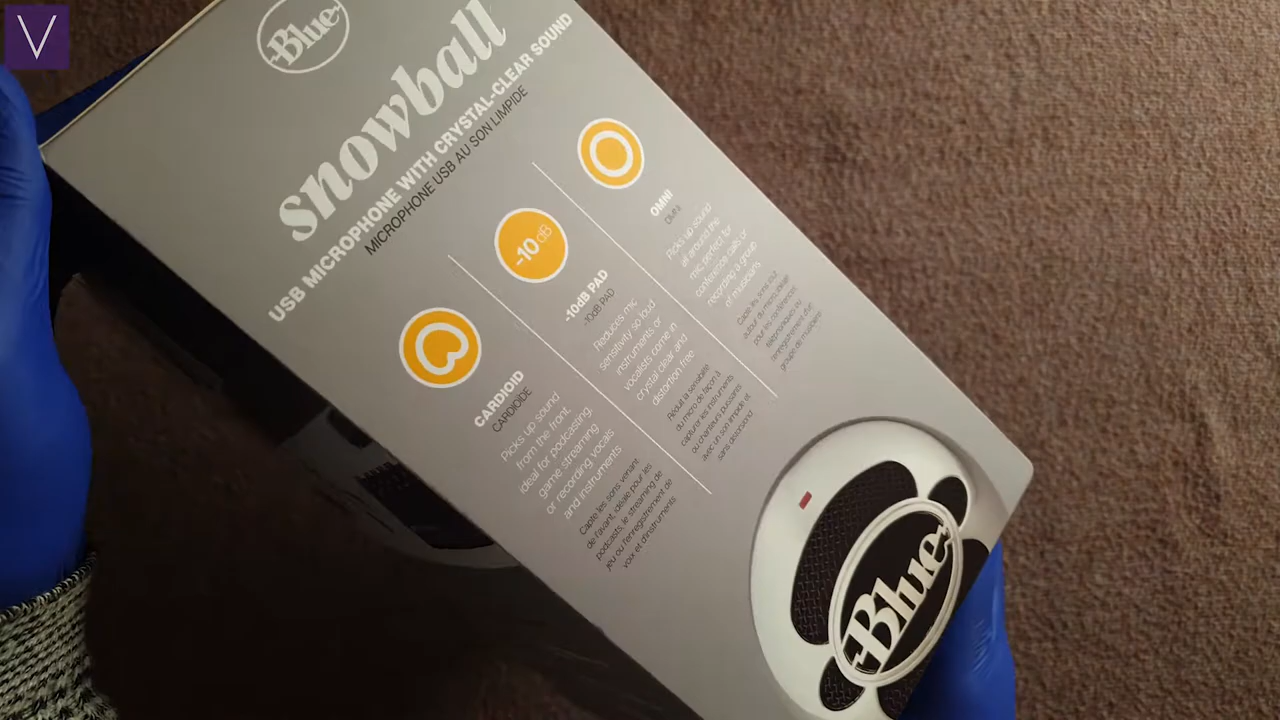 V
Blue
snowball
USB MICROPHONE WITH CRYSTAL-CLEAR SOUND
MICROPHONE USB AU SON LIMPIDE
CARDIOID
CARDIOIDE
Picks up sound
from the front,
ideal for podcasting,
game streaming
or recording vocals
and instruments
Capte les sons venant
de l'avant, idéale pour les
podcasts, le streaming de
jeu ou l'enregistrement de
voix et d'instruments.
-10dB
-10dB PAD
-10dB PAD
Reduces mic
sensitivity so loud
instruments or
vocalists come in
crystal clear and
distortion free
Réduit la sensibilité
du micro de façon à
capturer les instruments
ou chanteurs puissants
avec un son limpide et
sans distorsion
OMNI
OMNI
Picks up sound
all around the
mic, perfect for
conference calls or
recording a group
of musicians
Capte les sons tout
autour du micro, idéale
pour les conférences
téléphoniques ou
l'enregistrement d'un
groupe de musiciens
Blue